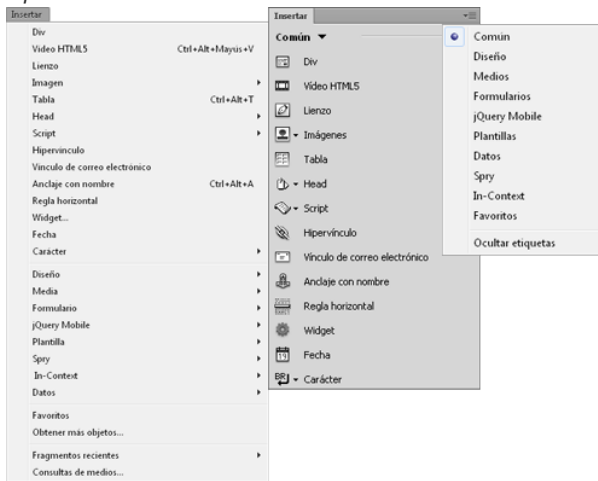 Insertar
Div
Video HTML5 Ctrl+Alt+Mayús+V
Lienzo
Imagen
Tabla Ctrl+Alt+T
Head
Script
Hipervínculo
Vínculo de correo electrónico
Anclaje con nombre Ctrl+Alt+A
Regla horizontal
Widget...
Fecha
Carácter
Diseño
Media
Formulario
jQuery Mobile
Plantilla
Spry
In-Context
Datos
Favoritos
Obtener más objetos...
Fragmentos recientes
Consultas de medios...
Insertar
Común
Div
Vídeo HTML5
Lienzo
Imágenes
Tabla
Head
Script
Hipervínculo
Vínculo de correo electrónico
Anclaje con nombre
Regla horizontal
Widget
19 Fecha
BR Carácter
Común
Diseño
Medios
Formularios
jQuery Mobile
Plantillas
Datos
Spry
In-Context
Favoritos
Ocultar etiquetas